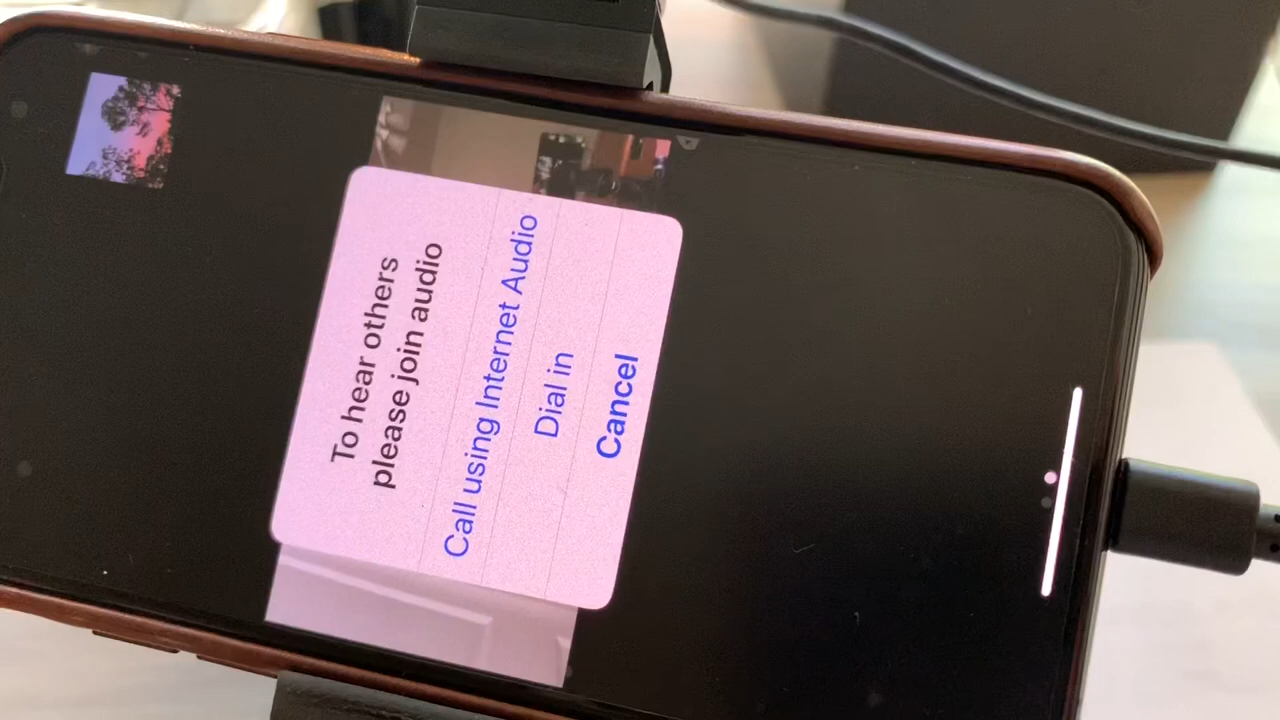 To hear others
please join audio
Call using Internet Audio
Dial in
Cancel